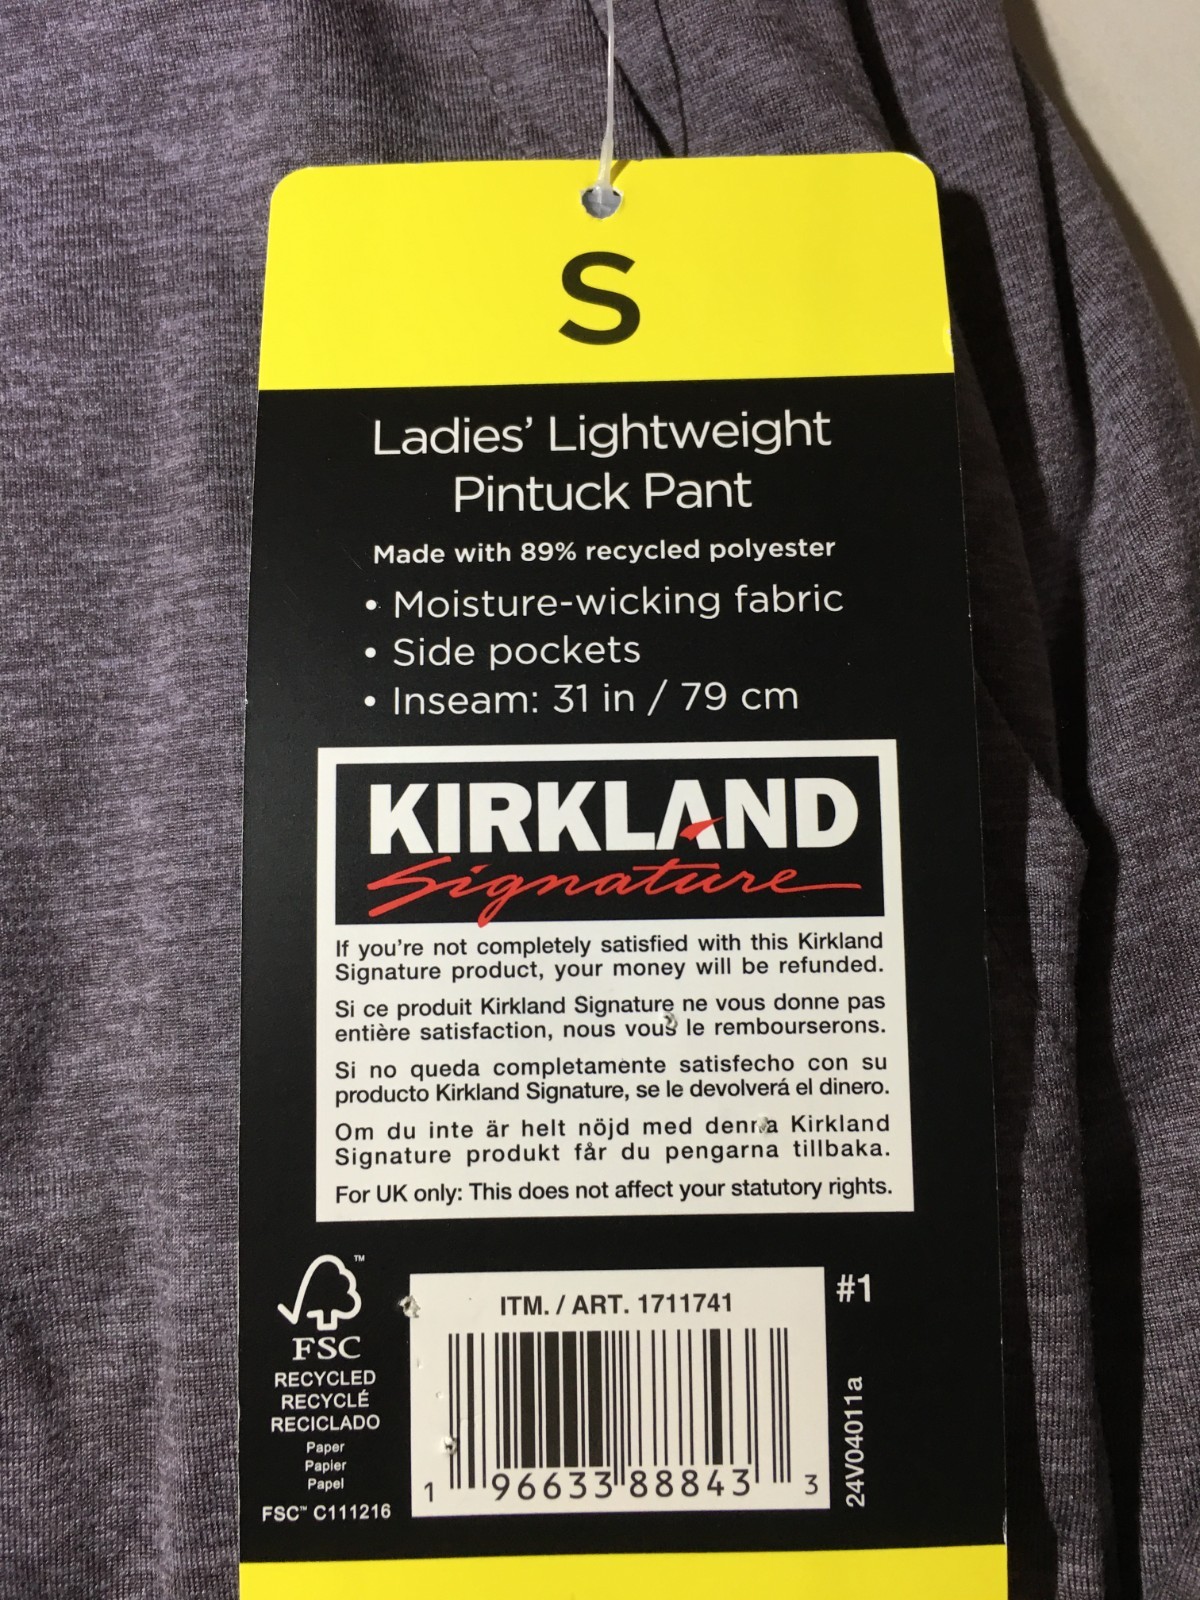 S
Ladies' Lightweight
Pintuck Pant
Made with 89% recycled polyester
• Moisture-wicking fabric
• Side pockets
• Inseam: 31 in / 79 cm
KIRKLAND
Signature
If you're not completely satisfied with this Kirkland
Signature product, your money will be refunded.
Si ce produit Kirkland Signature ne vous donne pas
entière satisfaction, nous vous le rembourserons.
Si no queda completamente satisfecho con su
producto Kirkland Signature, se le devolverá el dinero.
Om du inte är helt nöjd med denna Kirkland
Signature produkt får du pengarna tillbaka.
For UK only: This does not affect your statutory rights.
™
FSC
RECYCLED
RECYCLÉ
RECICLADO
Paper
Papier
Papel
FSC™ C111216
ITM. / ART. 1711741
1 96633 88843 3
#1
24V04011a